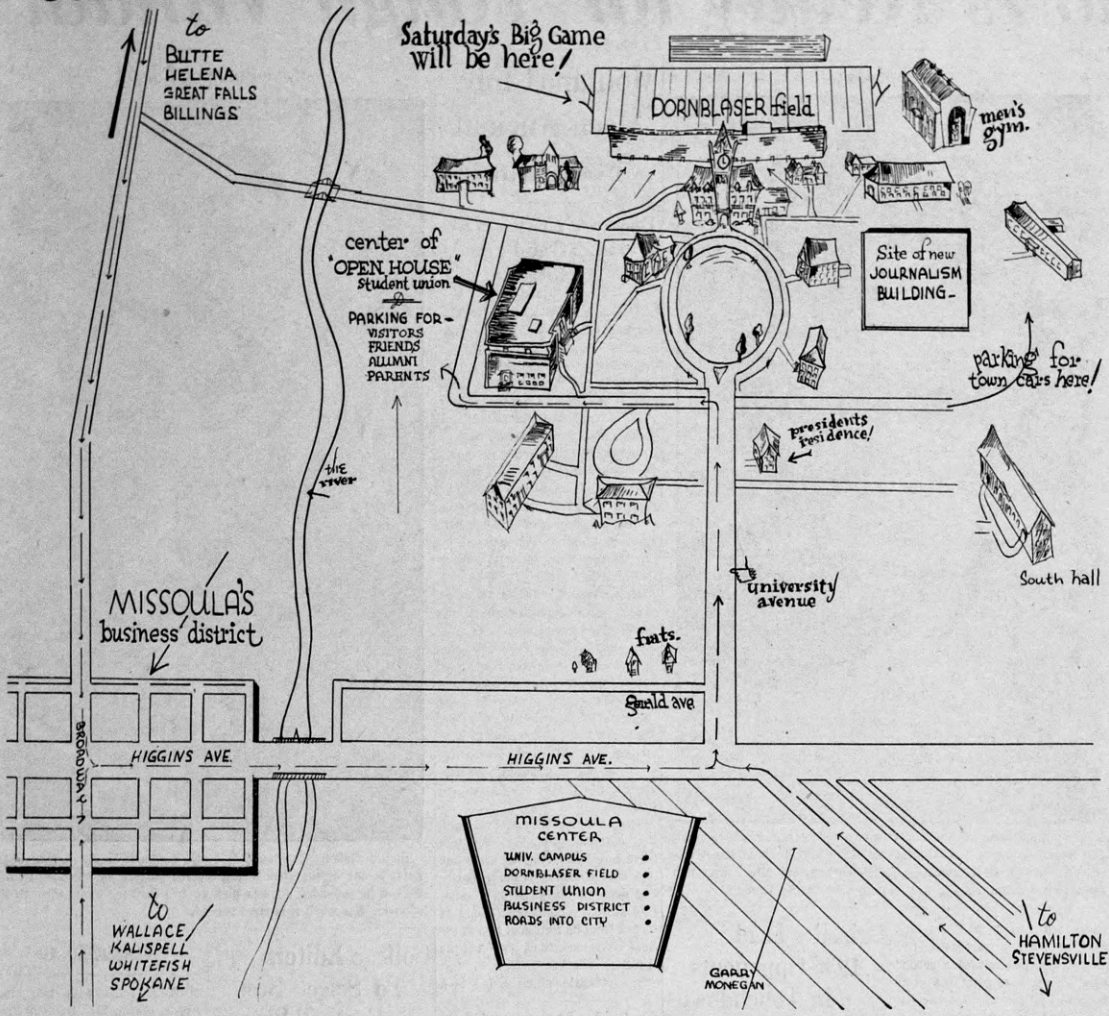 to
BUTTE
HELENA
GREAT FALLS
BILLINGS
Saturday's Big Game
will be here!
DORNBLASER field
men's
gym.
center of
"OPEN HOUSE"
student union
PARKING FOR -
VISITORS
FRIENDS
ALUMNI
PARENTS
Site of new
JOURNALISM
BUILDING -
parking for
town cars here!
presidents
residence!
the
river
South hall
university
avenue
MISSOULA'S
business district
frats.
gerald ave
BROADWAY
HIGGINS AVE.
HIGGINS AVE.
MISSOULA
CENTER
UNIV. CAMPUS •
DORNBLASER FIELD •
STUDENT UNION •
BUSINESS DISTRICT •
ROADS INTO CITY •
to
WALLACE
KALISPELL
WHITEFISH
SPOKANE
GARRY
MONEGAN
to
HAMILTON
STEVENSVILLE